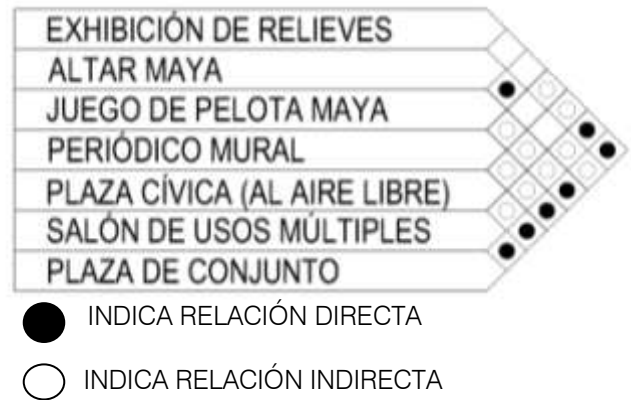 EXHIBICIÓN DE RELIEVES
ALTAR MAYA
JUEGO DE PELOTA MAYA
PERIÓDICO MURAL
PLAZA CÍVICA (AL AIRE LIBRE)
SALÓN DE USOS MÚLTIPLES
PLAZA DE CONJUNTO
INDICA RELACIÓN DIRECTA
INDICA RELACIÓN INDIRECTA